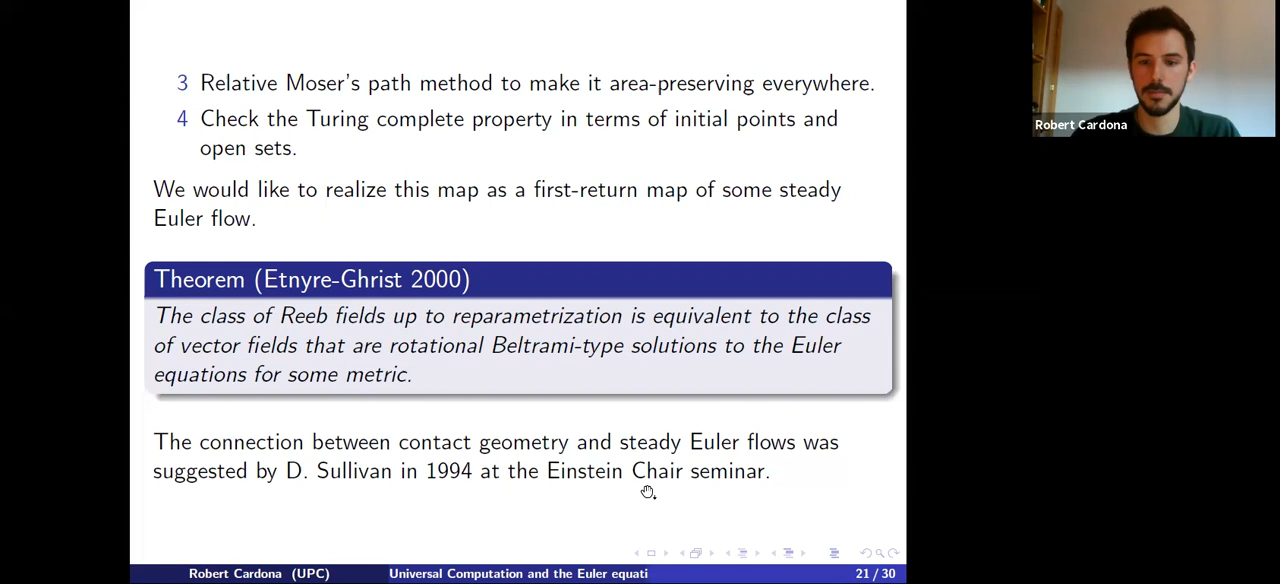 3 Relative Moser's path method to make it area-preserving everywhere.
4 Check the Turing complete property in terms of initial points and
open sets.
We would like to realize this map as a first-return map of some steady
Euler flow.
Theorem (Etnyre-Ghrist 2000)
The class of Reeb fields up to reparametrization is equivalent to the class
of vector fields that are rotational Beltrami-type solutions to the Euler
equations for some metric.
The connection between contact geometry and steady Euler flows was
suggested by D. Sullivan in 1994 at the Einstein Chair seminar.
Robert Cardona (UPC) Universal Computation and the Euler equati 21 / 30
Robert Cardona